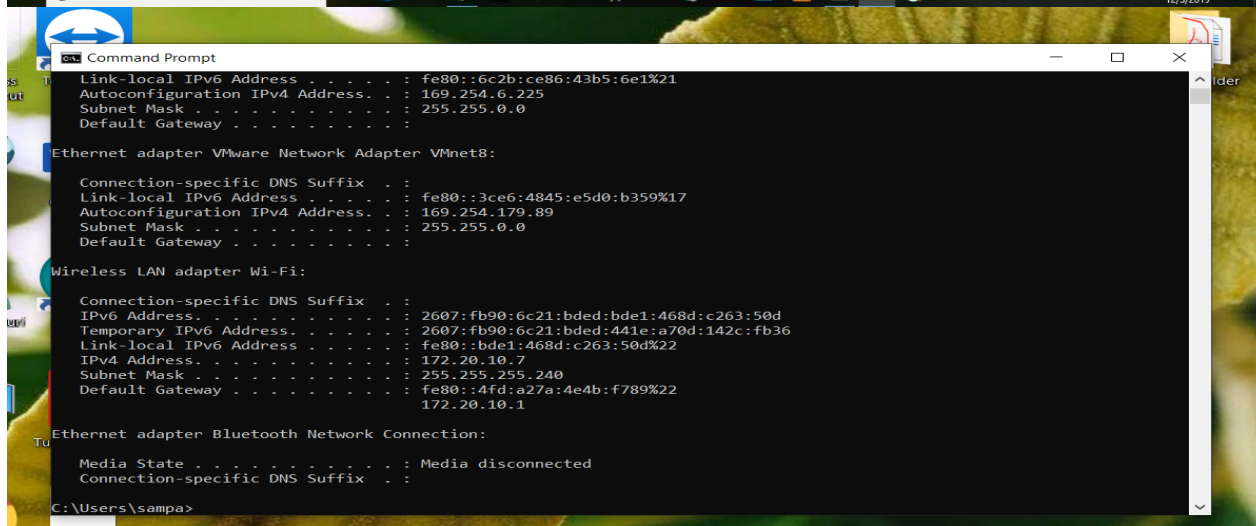 12/5/2019
Command Prompt
Link-local IPv6 Address . . . . . : fe80::6c2b:ce86:43b5:6e1%21
Autoconfiguration IPv4 Address. . : 169.254.6.225
Subnet Mask . . . . . . . . . . . : 255.255.0.0
Default Gateway . . . . . . . . . :
Ethernet adapter VMware Network Adapter VMnet8:
Connection-specific DNS Suffix  . :
Link-local IPv6 Address . . . . . : fe80::3ce6:4845:e5d0:b359%17
Autoconfiguration IPv4 Address. . : 169.254.179.89
Subnet Mask . . . . . . . . . . . : 255.255.0.0
Default Gateway . . . . . . . . . :
Wireless LAN adapter Wi-Fi:
Connection-specific DNS Suffix  . :
IPv6 Address. . . . . . . . . . . : 2607:fb90:6c21:bded:bde1:468d:c263:50d
Temporary IPv6 Address. . . . . . : 2607:fb90:6c21:bded:441e:a70d:142c:fb36
Link-local IPv6 Address . . . . . : fe80::bde1:468d:c263:50d%22
IPv4 Address. . . . . . . . . . . : 172.20.10.7
Subnet Mask . . . . . . . . . . . : 255.255.255.240
Default Gateway . . . . . . . . . : fe80::4fd:a27a:4e4b:f789%22
172.20.10.1
Ethernet adapter Bluetooth Network Connection:
Media State . . . . . . . . . . . : Media disconnected
Connection-specific DNS Suffix  . :
C:\Users\sampa>